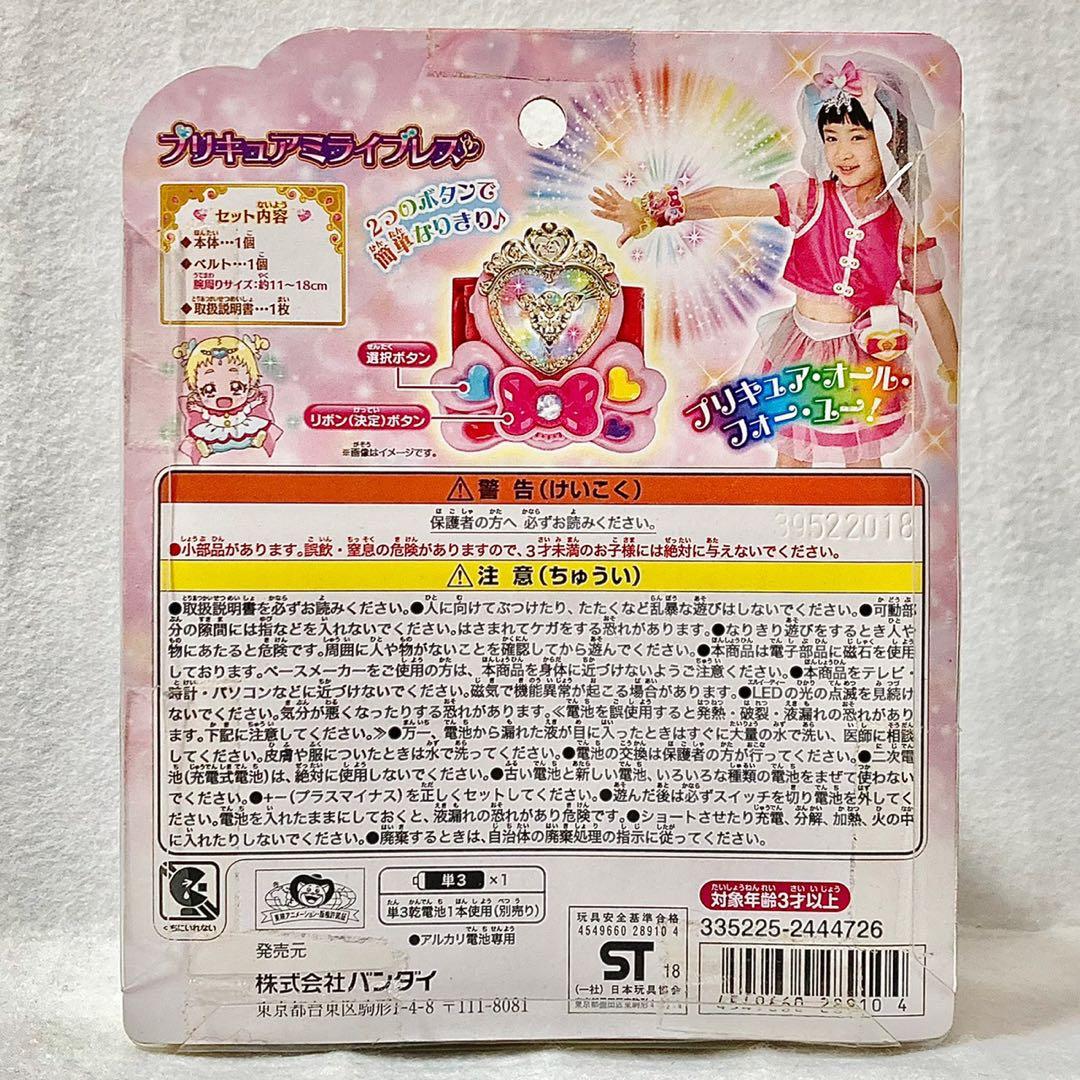 プリキュアミライブレス
セット内容
◆本体…1個
◆ベルト…1個
腕周りサイズ:約11〜18cm
◆取扱説明書…1枚
2つのボタンで
簡単なりきり♪
選択ボタン
リボン(決定)ボタン
※画像はイメージです。
プリキュア・オール・
フォー・ユー!
⚠警 告(けいこく)
保護者の方へ 必ずお読みください。
39522018
●小部品があります。誤飲・窒息の危険がありますので、3才未満のお子様には絶対に与えないでください。
⚠注 意(ちゅうい)
●取扱説明書を必ずお読みください。●人に向けてぶつけたり、たたくなど乱暴な遊びはしないでください。●可動部
分の隙間には指などを入れないでください。はさまれてケガをする恐れがあります。●なりきり遊びをするとき人や
物にあたると危険です。周囲に人や物がないことを確認してから遊んでください。●本商品は電子部品に磁石を使用
しております。ペースメーカーをご使用の方は、本商品を身体に近づけないようご注意ください。●本商品をテレビ・
時計・パソコンなどに近づけないでください。磁気で機能異常が起こる場合があります。●LEDの光の点滅を見続け
ないでください。気分が悪くなったりする恐れがあります。≪電池を誤使用すると発熱・破裂・液漏れの恐れがあり
ます。下記に注意してください。≫●万一、電池から漏れた液が目に入ったときはすぐに大量の水で洗い、医師に相談
してください。皮膚や服についたときは水で洗ってください。●電池の交換は保護者の方が行ってください。●二次電
池(充電式電池)は、絶対に使用しないでください。●古い電池と新しい電池、いろいろな種類の電池をまぜて使わない
でください。●+−(プラスマイナス)を正しくセットしてください。●遊んだ後は必ずスイッチを切り電池を外してく
ださい。電池を入れたままにしておくと、液漏れの恐れがあり危険です。●ショートさせたり充電、分解、加熱、火の中
に入れたりしないでください。●廃棄するときは、自治体の廃棄処理の指示に従ってください。
くちにいれない
東映アニメーション・版権許諾証
単3 ×1
単3乾電池1本使用(別売り)
●アルカリ電池専用
発売元
株式会社バンダイ
東京都台東区駒形1-4-8 〒111-8081
玩具安全基準合格
4549660 28910 4
ST 18
(一社)日本玩具協会
対象年齢3才以上
335225-2444726
4549660 28910 4